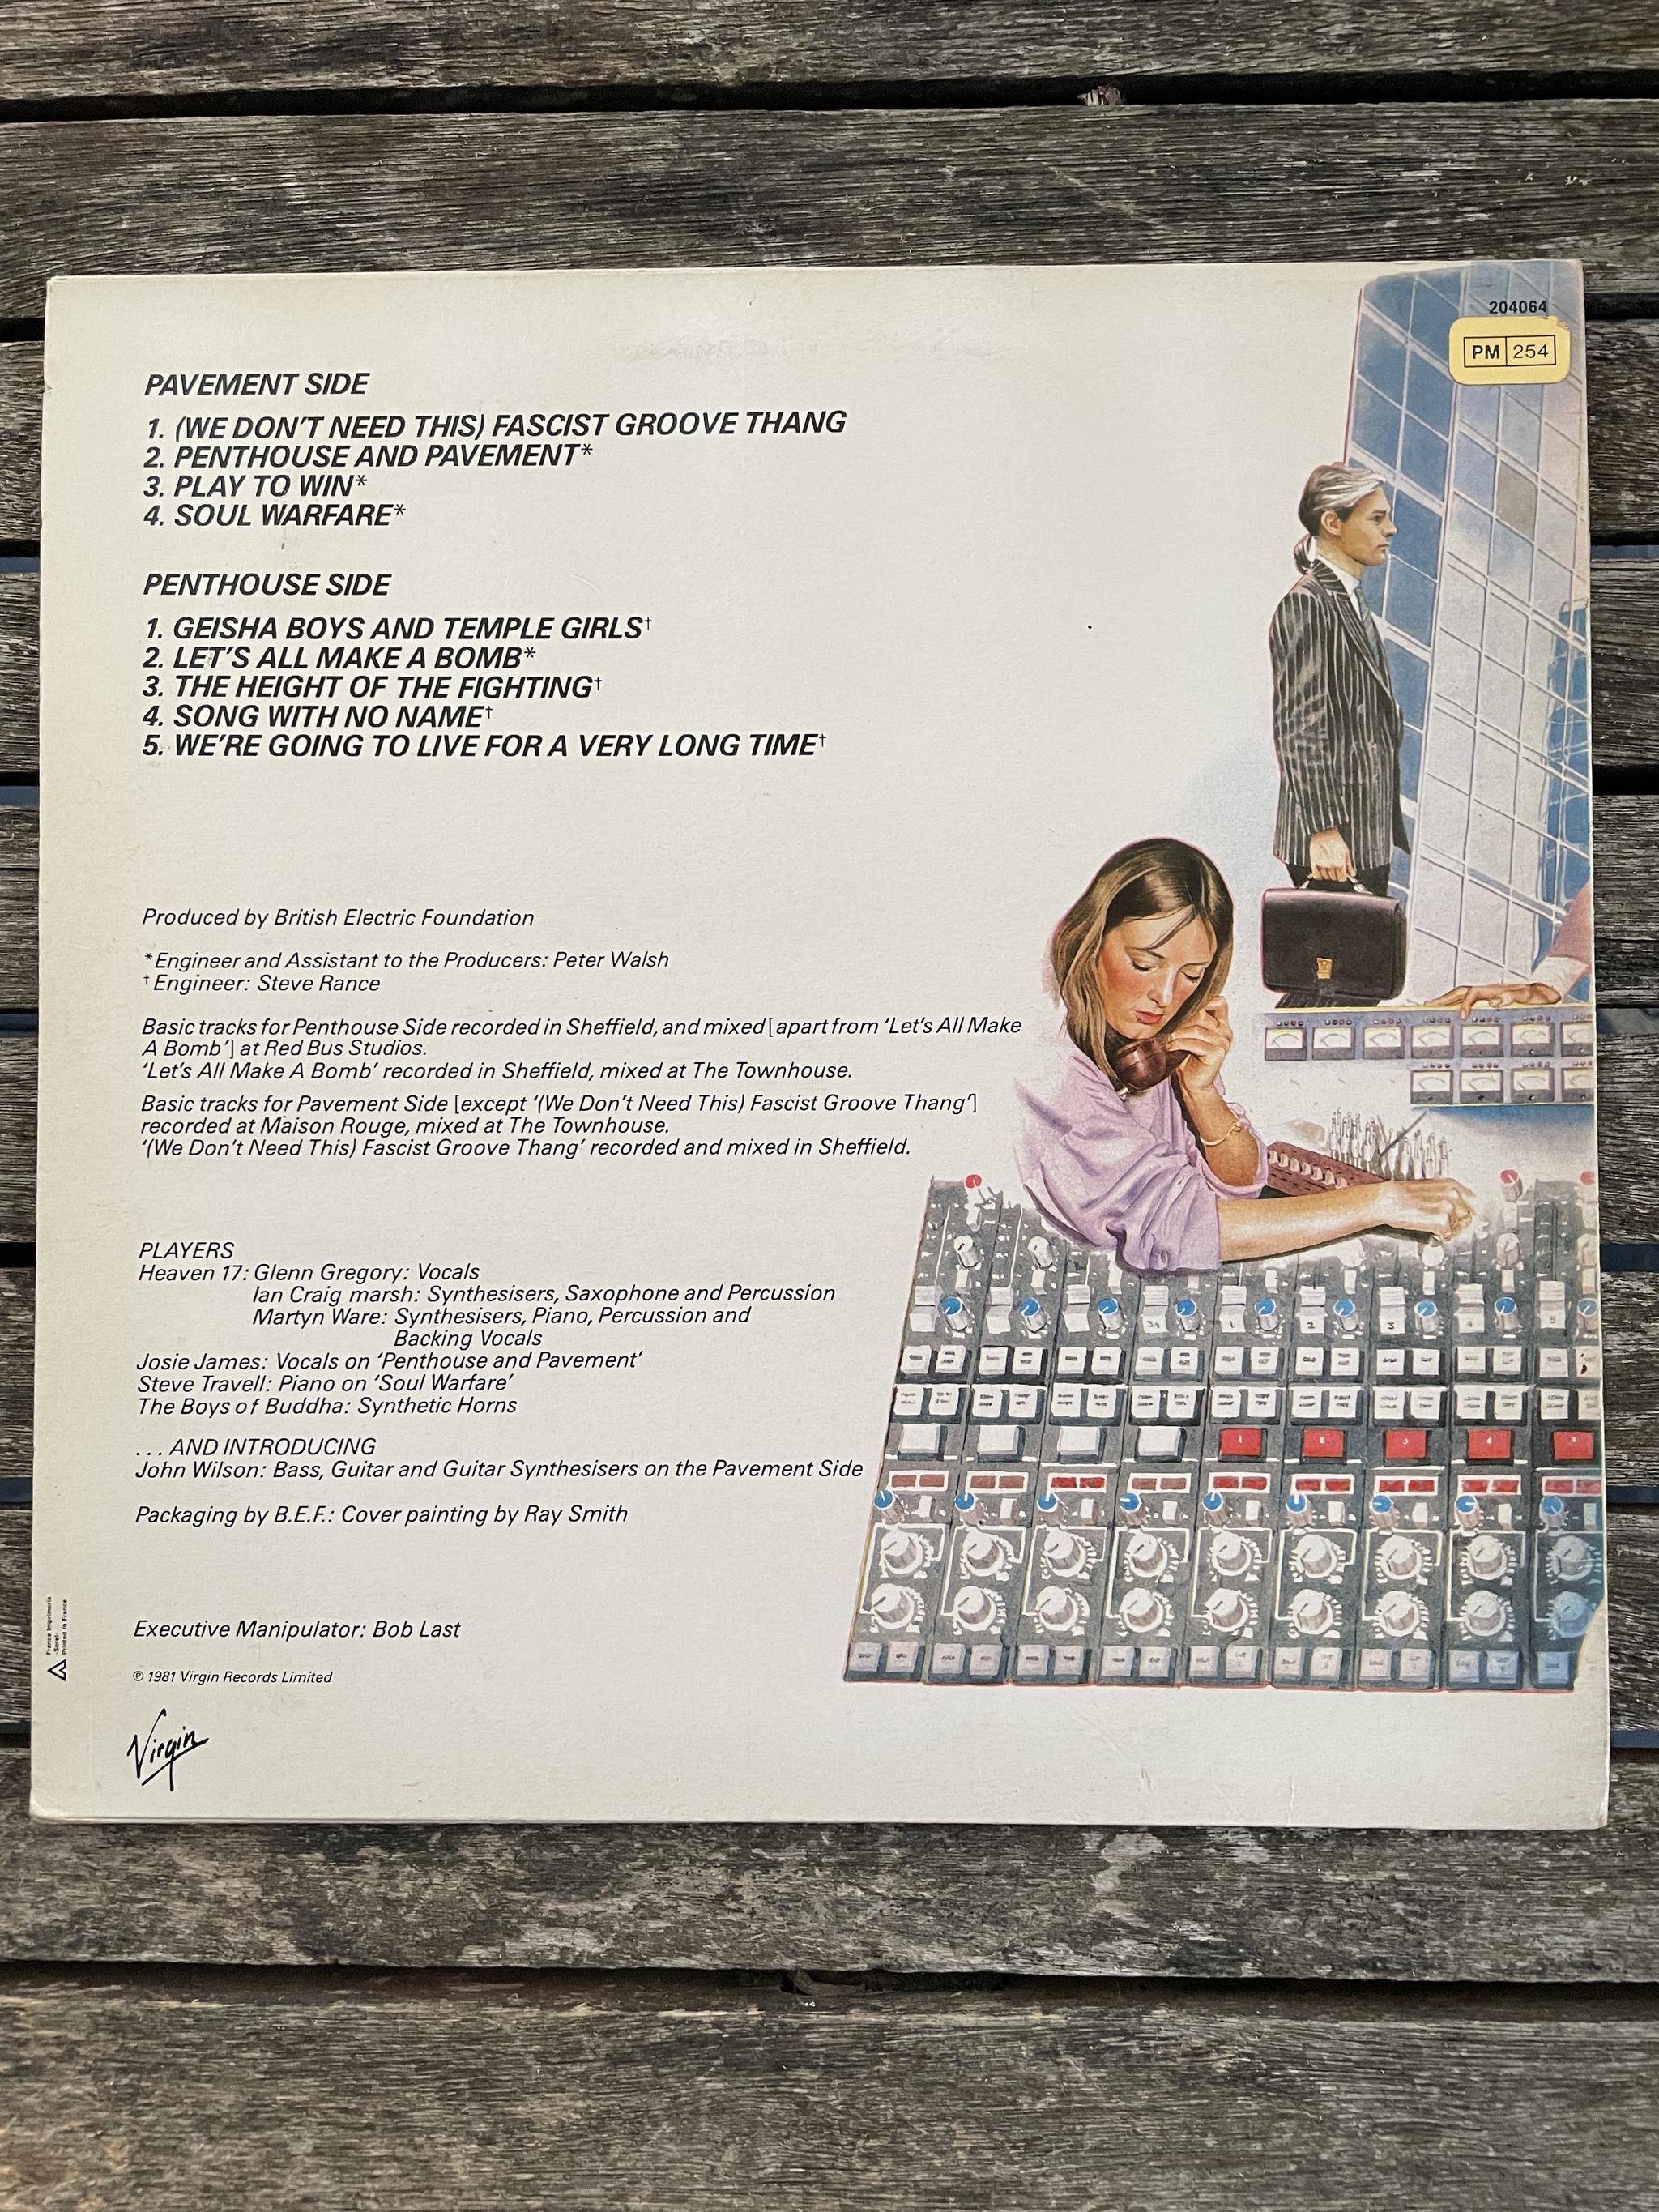 204064
PM 254
PAVEMENT SIDE
1. (WE DON'T NEED THIS) FASCIST GROOVE THANG
2. PENTHOUSE AND PAVEMENT*
3. PLAY TO WIN*
4. SOUL WARFARE*
PENTHOUSE SIDE
1. GEISHA BOYS AND TEMPLE GIRLS†
2. LET'S ALL MAKE A BOMB*
3. THE HEIGHT OF THE FIGHTING†
4. SONG WITH NO NAME†
5. WE'RE GOING TO LIVE FOR A VERY LONG TIME†
Produced by British Electric Foundation
*Engineer and Assistant to the Producers: Peter Walsh
†Engineer: Steve Rance
Basic tracks for Penthouse Side recorded in Sheffield, and mixed [apart from 'Let's All Make
A Bomb'] at Red Bus Studios.
'Let's All Make A Bomb' recorded in Sheffield, mixed at The Townhouse.
Basic tracks for Pavement Side [except '(We Don't Need This) Fascist Groove Thang']
recorded at Maison Rouge, mixed at The Townhouse.
'(We Don't Need This) Fascist Groove Thang' recorded and mixed in Sheffield.
PLAYERS
Heaven 17: Glenn Gregory: Vocals
Ian Craig marsh: Synthesisers, Saxophone and Percussion
Martyn Ware: Synthesisers, Piano, Percussion and
Backing Vocals
Josie James: Vocals on 'Penthouse and Pavement'
Steve Travell: Piano on 'Soul Warfare'
The Boys of Buddha: Synthetic Horns
. . . AND INTRODUCING
John Wilson: Bass, Guitar and Guitar Synthesisers on the Pavement Side
Packaging by B.E.F.: Cover painting by Ray Smith
Executive Manipulator: Bob Last
℗ 1981 Virgin Records Limited
Virgin
France Imprimerie
Printed in France